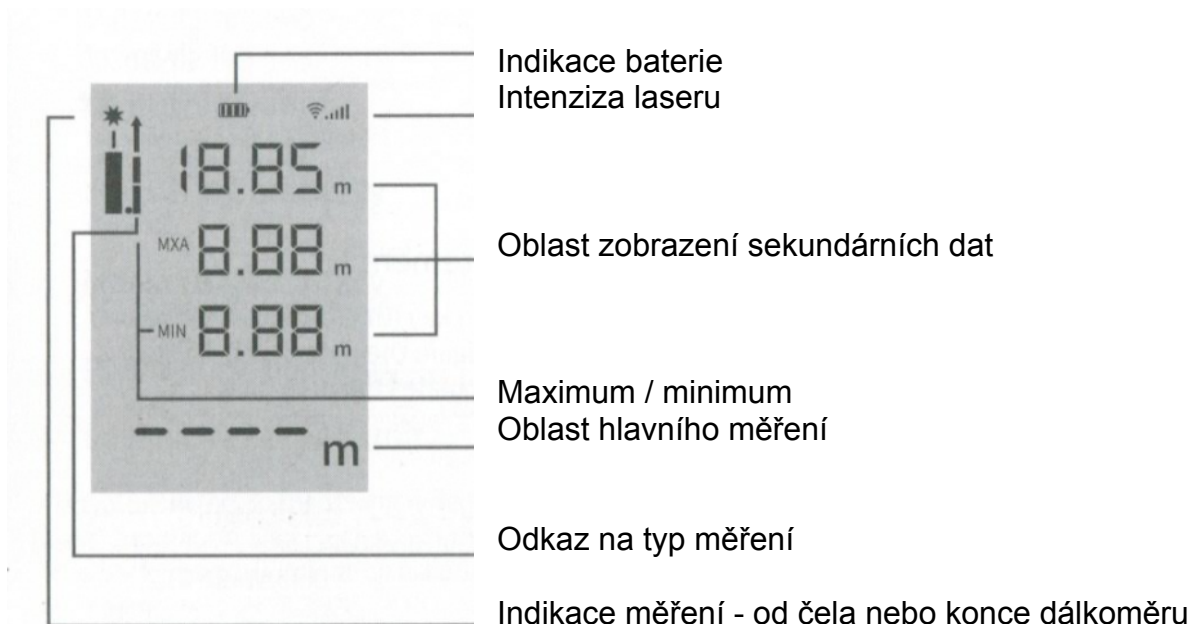 Indikace baterie
Intenziza laseru
18.85 m
MXA 8.88 m
Oblast zobrazení sekundárních dat
MIN 8.88 m
Maximum / minimum
Oblast hlavního měření
---- m
Odkaz na typ měření
Indikace měření - od čela nebo konce dálkoměru